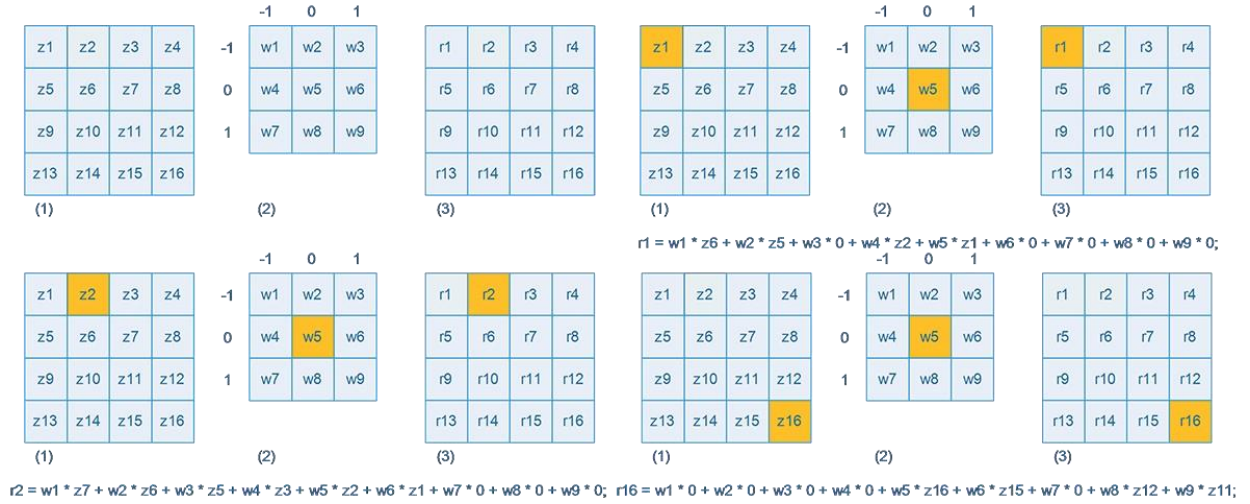 -1 0 1
-1 0 1
z1 z2 z3 z4 -1 w1 w2 w3 r1 r2 r3 r4
z1 z2 z3 z4 -1 w1 w2 w3 r1 r2 r3 r4
z5 z6 z7 z8 0 w4 w5 w6 r5 r6 r7 r8
z5 z6 z7 z8 0 w4 w5 w6 r5 r6 r7 r8
z9 z10 z11 z12 1 w7 w8 w9 r9 r10 r11 r12
z9 z10 z11 z12 1 w7 w8 w9 r9 r10 r11 r12
z13 z14 z15 z16 r13 r14 r15 r16
z13 z14 z15 z16 r13 r14 r15 r16
(1) (2) (3)
(1) (2) (3)
r1 = w1 * z6 + w2 * z5 + w3 * 0 + w4 * z2 + w5 * z1 + w6 * 0 + w7 * 0 + w8 * 0 + w9 * 0;
-1 0 1
-1 0 1
z1 z2 z3 z4 -1 w1 w2 w3 r1 r2 r3 r4
z1 z2 z3 z4 -1 w1 w2 w3 r1 r2 r3 r4
z5 z6 z7 z8 0 w4 w5 w6 r5 r6 r7 r8
z5 z6 z7 z8 0 w4 w5 w6 r5 r6 r7 r8
z9 z10 z11 z12 1 w7 w8 w9 r9 r10 r11 r12
z9 z10 z11 z12 1 w7 w8 w9 r9 r10 r11 r12
z13 z14 z15 z16 r13 r14 r15 r16
z13 z14 z15 z16 r13 r14 r15 r16
(1) (2) (3)
(1) (2) (3)
r2 = w1 * z7 + w2 * z6 + w3 * z5 + w4 * z3 + w5 * z2 + w6 * z1 + w7 * 0 + w8 * 0 + w9 * 0;
r16 = w1 * 0 + w2 * 0 + w3 * 0 + w4 * 0 + w5 * z16 + w6 * z15 + w7 * 0 + w8 * z12 + w9 * z11;